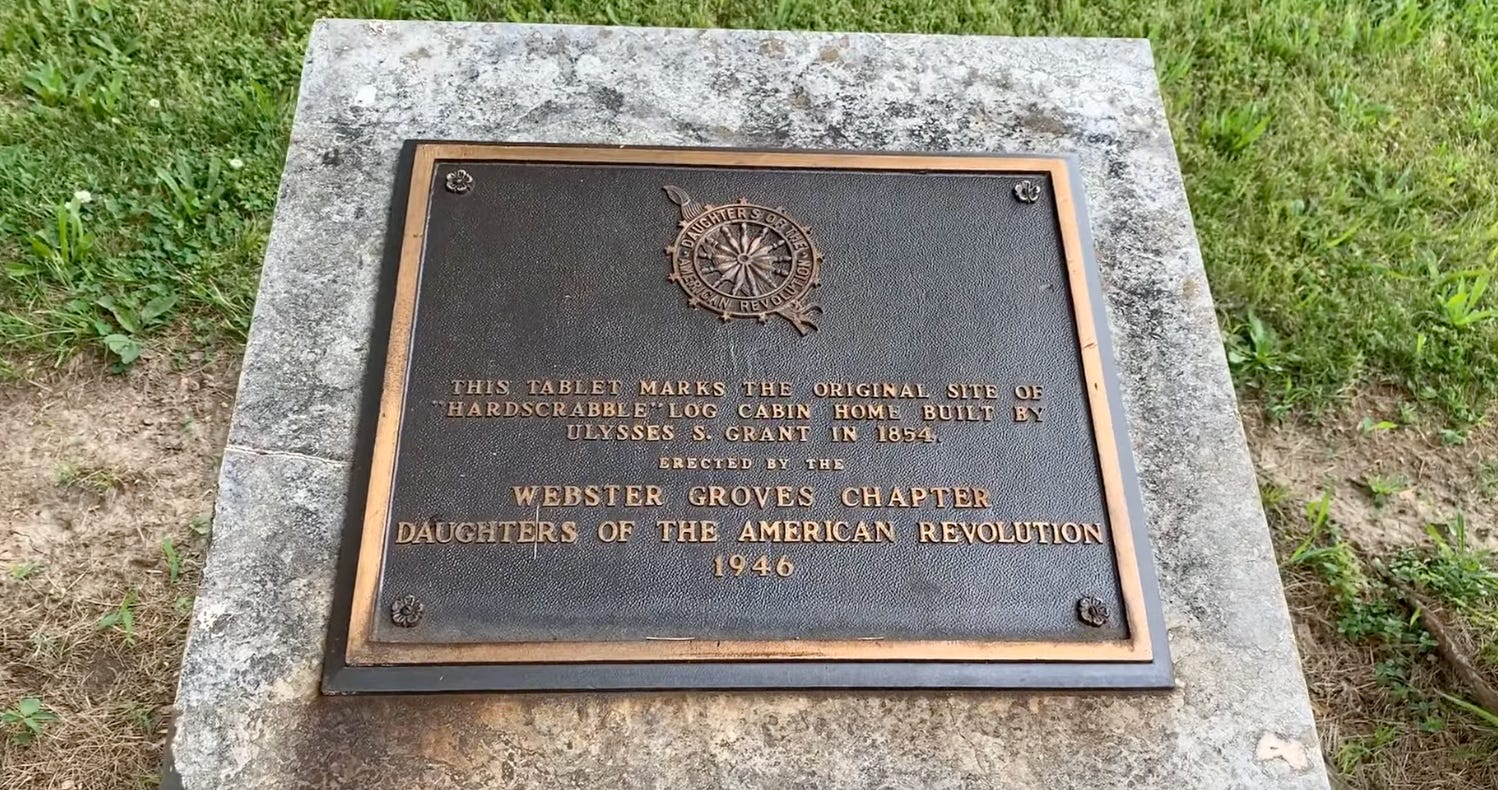 DAUGHTERS OF THE
AMERICAN REVOLUTION
THIS TABLET MARKS THE ORIGINAL SITE OF
"HARDSCRABBLE" LOG CABIN HOME BUILT BY
ULYSSES S. GRANT IN 1854.
ERECTED BY THE
WEBSTER GROVES CHAPTER
DAUGHTERS OF THE AMERICAN REVOLUTION
1946